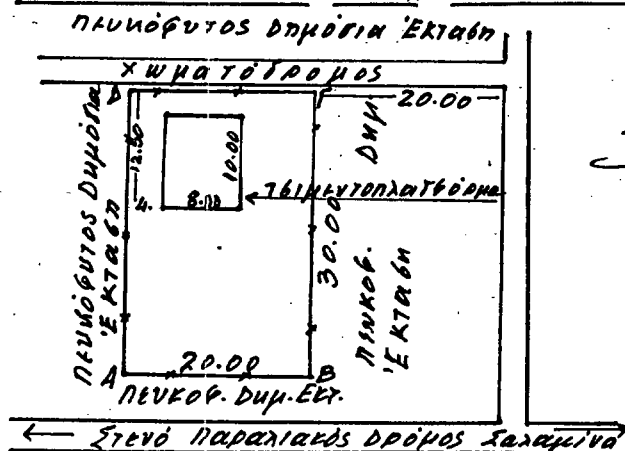 πευκόφυτος Δημόσια Έκταση
Χωματόδρομος
Δ
20.00
πευκόφυτος Δημόσια
Έκταση
12.50
10.00
Δημ.
4.
8.00
τσιμεντοπλατφόρμα
30.00
πευκοφ.
Έκταση
20.00
A
B
πευκοφ. Δημ. Εκτ.
← Στενό Παραλιακός Δρόμος Σαλαμίνα